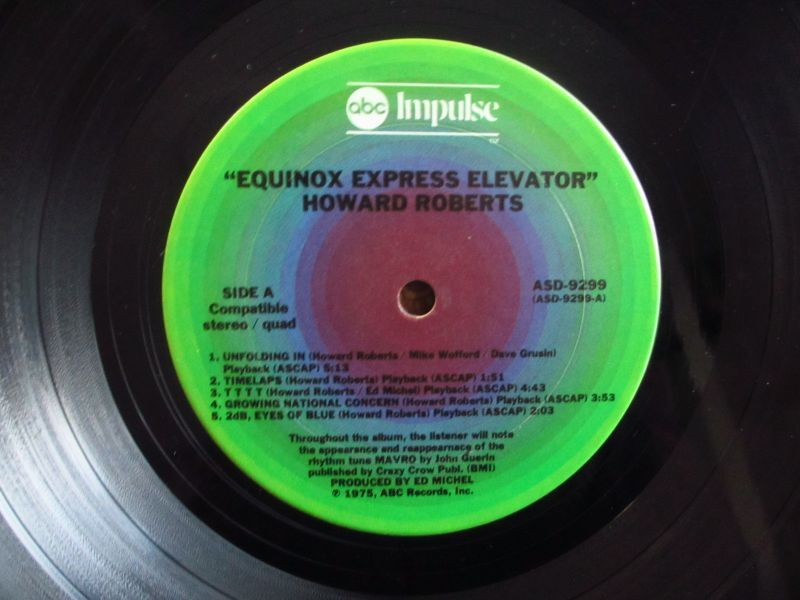 abc Impulse
"EQUINOX EXPRESS ELEVATOR"
HOWARD ROBERTS
SIDE A
Compatible
stereo / quad
ASD-9299
(ASD-9299-A)
1. UNFOLDING IN (Howard Roberts / Mike Wofford / Dave Grusin)
Playback (ASCAP) 5:13
2. TIMELAPS (Howard Roberts) Playback (ASCAP) 1:51
3. T T T T (Howard Roberts / Ed Michel) Playback (ASCAP) 4:43
4. GROWING NATIONAL CONCERN (Howard Roberts) Playback (ASCAP) 3:53
5. 2dB, EYES OF BLUE (Howard Roberts) Playback (ASCAP) 2:03
Throughout the album, the listener will note
the appearance and reappearnace of the
rhythm tune MAVRO by John Guerin
published by Crazy Crow Publ. (BMI)
PRODUCED BY ED MICHEL
℗ 1975, ABC Records, Inc.